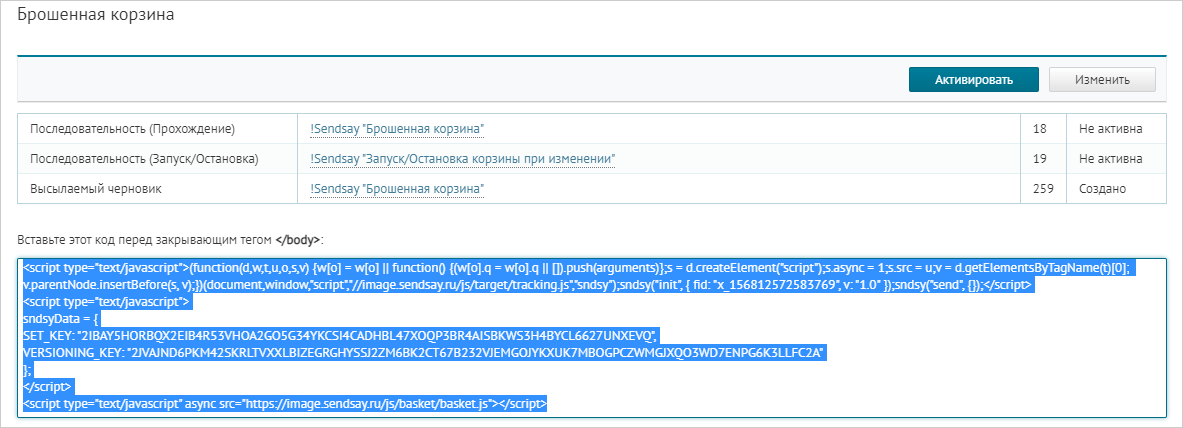 Брошенная корзина
Активировать Изменить
Последовательность (Прохождение) !Sendsay "Брошенная корзина" 18 Не активна
Последовательность (Запуск/Остановка) !Sendsay "Запуск/Остановка корзины при изменении" 19 Не активна
Высылаемый черновик !Sendsay "Брошенная корзина" 259 Создано
Вставьте этот код перед закрывающим тегом </body>:
<script type="text/javascript">(function(d,w,t,u,o,s,v) {w[o] = w[o] || function() {(w[o].q = w[o].q || []).push(arguments)};s = d.createElement("script");s.async = 1;s.src = u;v = d.getElementsByTagName(t)[0];
v.parentNode.insertBefore(s, v);})(document,window,"script","//image.sendsay.ru/js/target/tracking.js","sndsy");sndsy("init", { fid: "x_156812572583769", v: "1.0" });sndsy("send", {});</script>
<script type="text/javascript">
sndsyData = {
SET_KEY: "2IBAY5HORBQX2EIB4R53VHOA2GO5G34YKCSI4CADHBL47XOQP3BR4AISBKWS3H4BYCL6627UNXEVQ",
VERSIONING_KEY: "2JVAJND6PKM42SKRLTVXXLBIZEGRGHYSSJ2ZM6BK2CT67B232VJEMGOJYKXUK7MBOGPCZWMGJXQO3WD7ENPG6K3LLFC2A"
};
</script>
<script type="text/javascript" async src="https://image.sendsay.ru/js/basket/basket.js"></script>